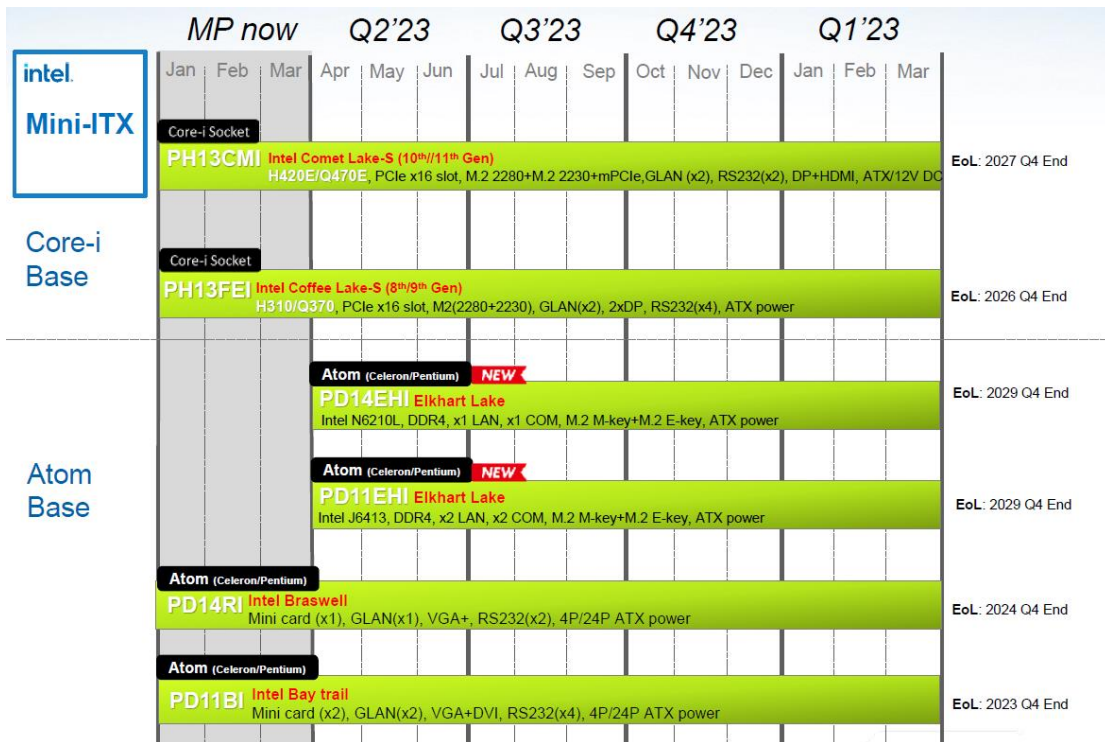 MP now Q2'23 Q3'23 Q4'23 Q1'23
Jan Feb Mar Apr May Jun Jul Aug Sep Oct Nov Dec Jan Feb Mar
intel.
Mini-ITX
Core-i Socket
PH13CMI Intel Comet Lake-S (10th//11th Gen)
H420E/Q470E, PCIe x16 slot, M.2 2280+M.2 2230+mPCIe,GLAN (x2), RS232(x2), DP+HDMI, ATX/12V DC
EoL: 2027 Q4 End
Core-i
Base
Core-i Socket
PH13FEI Intel Coffee Lake-S (8th/9th Gen)
H310/Q370, PCIe x16 slot, M2(2280+2230), GLAN(x2), 2xDP, RS232(x4), ATX power
EoL: 2026 Q4 End
Atom (Celeron/Pentium) NEW
PD14EHI Elkhart Lake
Intel N6210L, DDR4, x1 LAN, x1 COM, M.2 M-key+M.2 E-key, ATX power
EoL: 2029 Q4 End
Atom
Base
Atom (Celeron/Pentium) NEW
PD11EHI Elkhart Lake
Intel J6413, DDR4, x2 LAN, x2 COM, M.2 M-key+M.2 E-key, ATX power
EoL: 2029 Q4 End
Atom (Celeron/Pentium)
PD14RI Intel Braswell
Mini card (x1), GLAN(x1), VGA+, RS232(x2), 4P/24P ATX power
EoL: 2024 Q4 End
Atom (Celeron/Pentium)
PD11BI Intel Bay trail
Mini card (x2), GLAN(x2), VGA+DVI, RS232(x4), 4P/24P ATX power
EoL: 2023 Q4 End